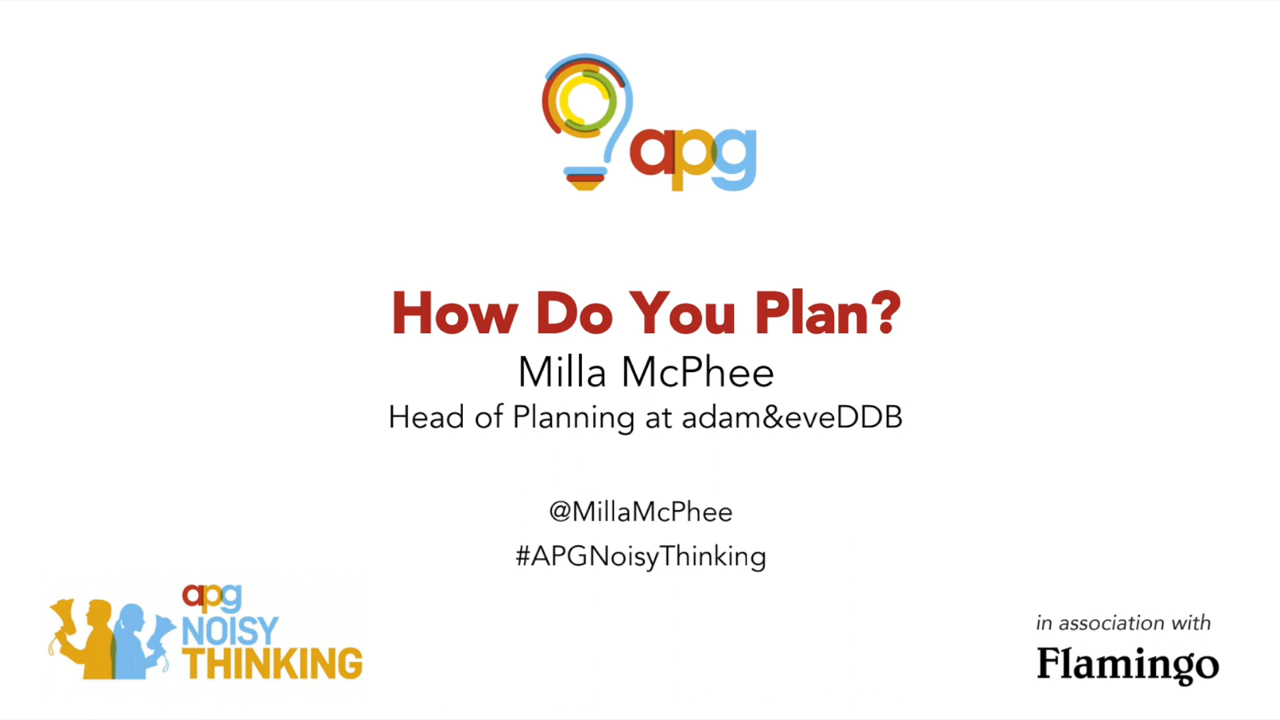 apg
How Do You Plan?
Milla McPhee
Head of Planning at adam&eveDDB
@MillaMcPhee
#APGNoisyThinking
apg
NOISY
THINKING
in association with
Flamingo